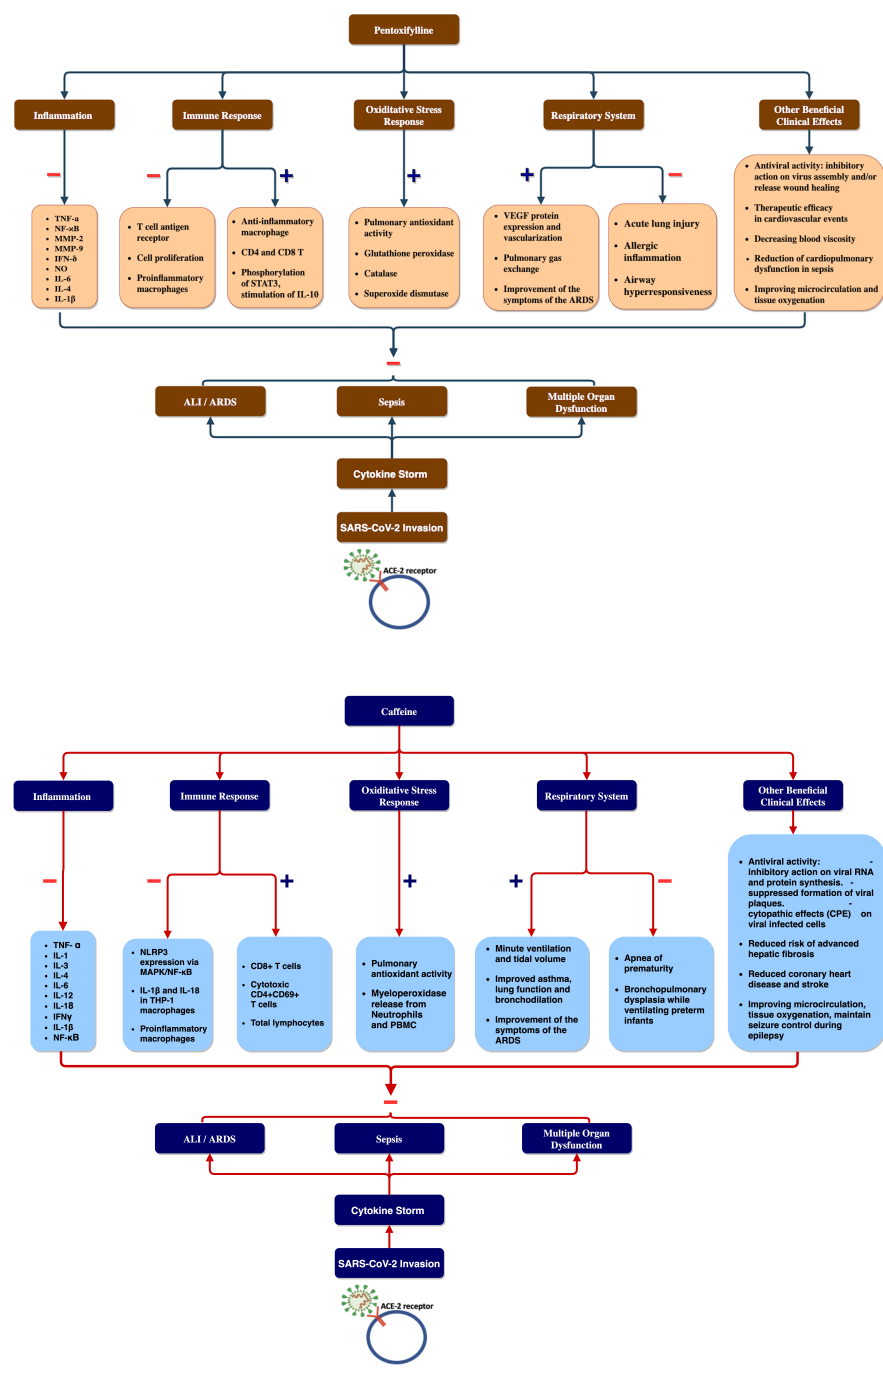 Pentoxifylline
Inflammation
Immune Response
Oxiditative Stress
Response
Respiratory System
Other Beneficial
Clinical Effects
−
• TNF-a
• NF-κB
• MMP-2
• MMP-9
• IFN-δ
• NO
• IL-6
• IL-4
• IL-1β
−
• T cell antigen
receptor
• Cell proliferation
• Proinflammatory
macrophages
+
• Anti-inflammatory
macrophage
• CD4 and CD8 T
• Phosphorylation
of STAT3,
stimulation of IL-10
+
• Pulmonary antioxidant
activity
• Glutathione peroxidase
• Catalase
• Superoxide dismutase
+
• VEGF protein
expression and
vascularization
• Pulmonary gas
exchange
• Improvement of the
symptoms of the ARDS
−
• Acute lung injury
• Allergic
inflammation
• Airway
hyperresponsiveness
• Antiviral activity: inhibitory
action on virus assembly and/or
release wound healing
• Therapeutic efficacy
in cardiovascular events
• Decreasing blood viscosity
• Reduction of cardiopulmonary
dysfunction in sepsis
• Improving microcirculation and
tissue oxygenation
−
ALI / ARDS
Sepsis
Multiple Organ
Dysfunction
Cytokine Storm
SARS-CoV-2 Invasion
ACE-2 receptor
Caffeine
Inflammation
Immune Response
Oxiditative Stress
Response
Respiratory System
Other Beneficial
Clinical Effects
−
• TNF- α
• IL-1
• IL-3
• IL-4
• IL-6
• IL-12
• IL-18
• IFNγ
• IL-1β
• NF-κB
−
• NLRP3
expression via
MAPK/NF-κB
• IL-1β and IL-18
in THP-1
macrophages
• Proinflammatory
macrophages
+
• CD8+ T cells
• Cytotoxic
CD4+CD69+
T cells
• Total lymphocytes
+
• Pulmonary
antioxidant activity
• Myeloperoxidase
release from
Neutrophils
and PBMC
+
• Minute ventilation
and tidal volume
• Improved asthma,
lung function and
bronchodilation
• Improvement of the
symptoms of the
ARDS
−
• Apnea of
prematurity
• Bronchopulmonary
dysplasia while
ventilating preterm
infants
• Antiviral activity: -
inhibitory action on viral RNA
and protein synthesis. -
suppressed formation of viral
plaques. -
cytopathic effects (CPE) on
viral infected cells
• Reduced risk of advanced
hepatic fibrosis
• Reduced coronary heart
disease and stroke
• Improving microcirculation,
tissue oxygenation, maintain
seizure control during
epilepsy
−
ALI / ARDS
Sepsis
Multiple Organ
Dysfunction
Cytokine Storm
SARS-CoV-2 Invasion
ACE-2 receptor